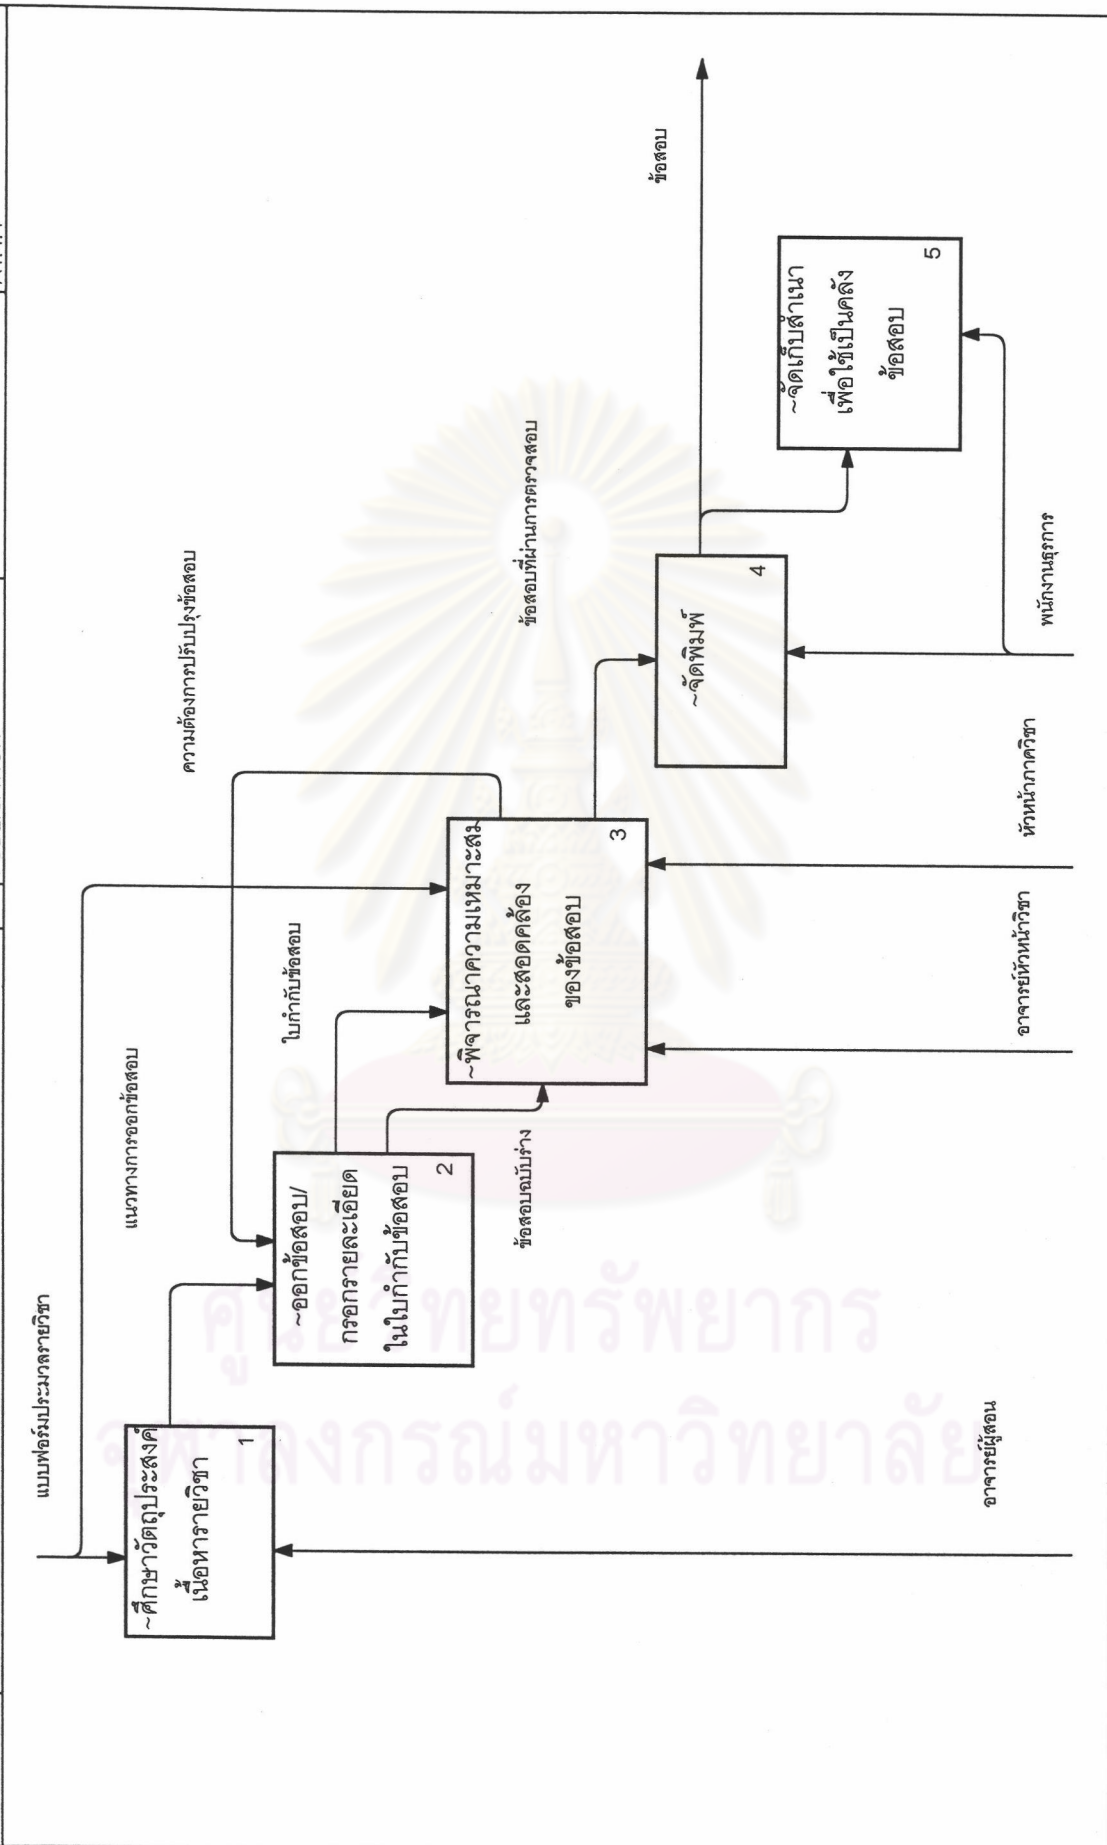 แบบฟอร์มประมวลรายวิชา
แนวทางการออกข้อสอบ
ความต้องการปรับปรุงข้อสอบ
~ศึกษาวัตถุประสงค์
เนื้อหารายวิชา
1
ใบกำกับข้อสอบ
~ออกข้อสอบ/
กรอกรายละเอียด
ในใบกำกับข้อสอบ
2
ข้อสอบฉบับร่าง
~พิจารณาความเหมาะสม
และสอดคล้อง
ของข้อสอบ
3
ข้อสอบที่ผ่านการตรวจสอบ
~จัดพิมพ์
4
ข้อสอบ
~จัดเก็บสำเนา
เพื่อใช้เป็นคลัง
ข้อสอบ
5
อาจารย์ผู้สอน
อาจารย์หัวหน้าวิชา
หัวหน้าภาควิชา
พนักงานธุรการ
ศูนย์วิทยทรัพยากร
จุฬาลงกรณ์มหาวิทยาลัย